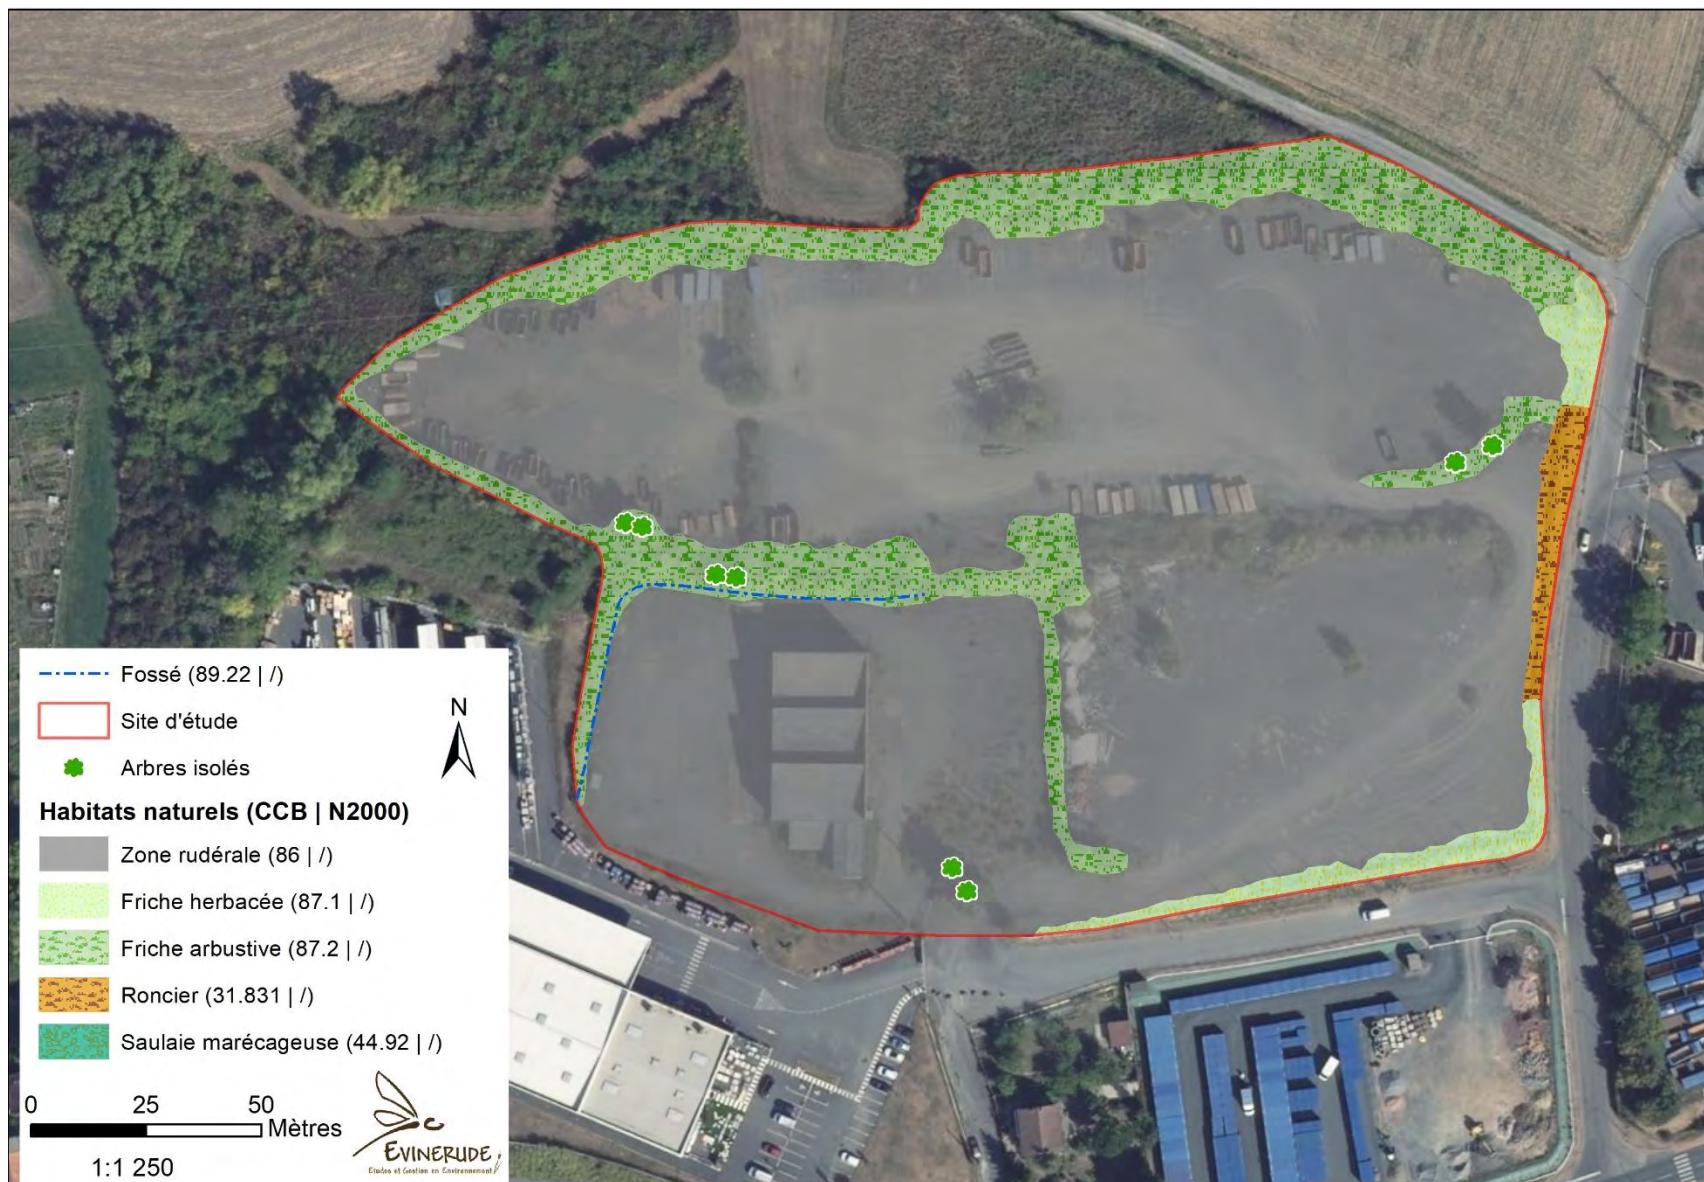 Fossé (89.22 | /)
Site d'étude
N
Arbres isolés
Habitats naturels (CCB | N2000)
Zone rudérale (86 | /)
Friche herbacée (87.1 | /)
Friche arbustive (87.2 | /)
Roncier (31.831 | /)
Saulaie marécageuse (44.92 | /)
0 25 50
Mètres
1:1 250
EVINERUDE
Etudes et Gestion en Environnement